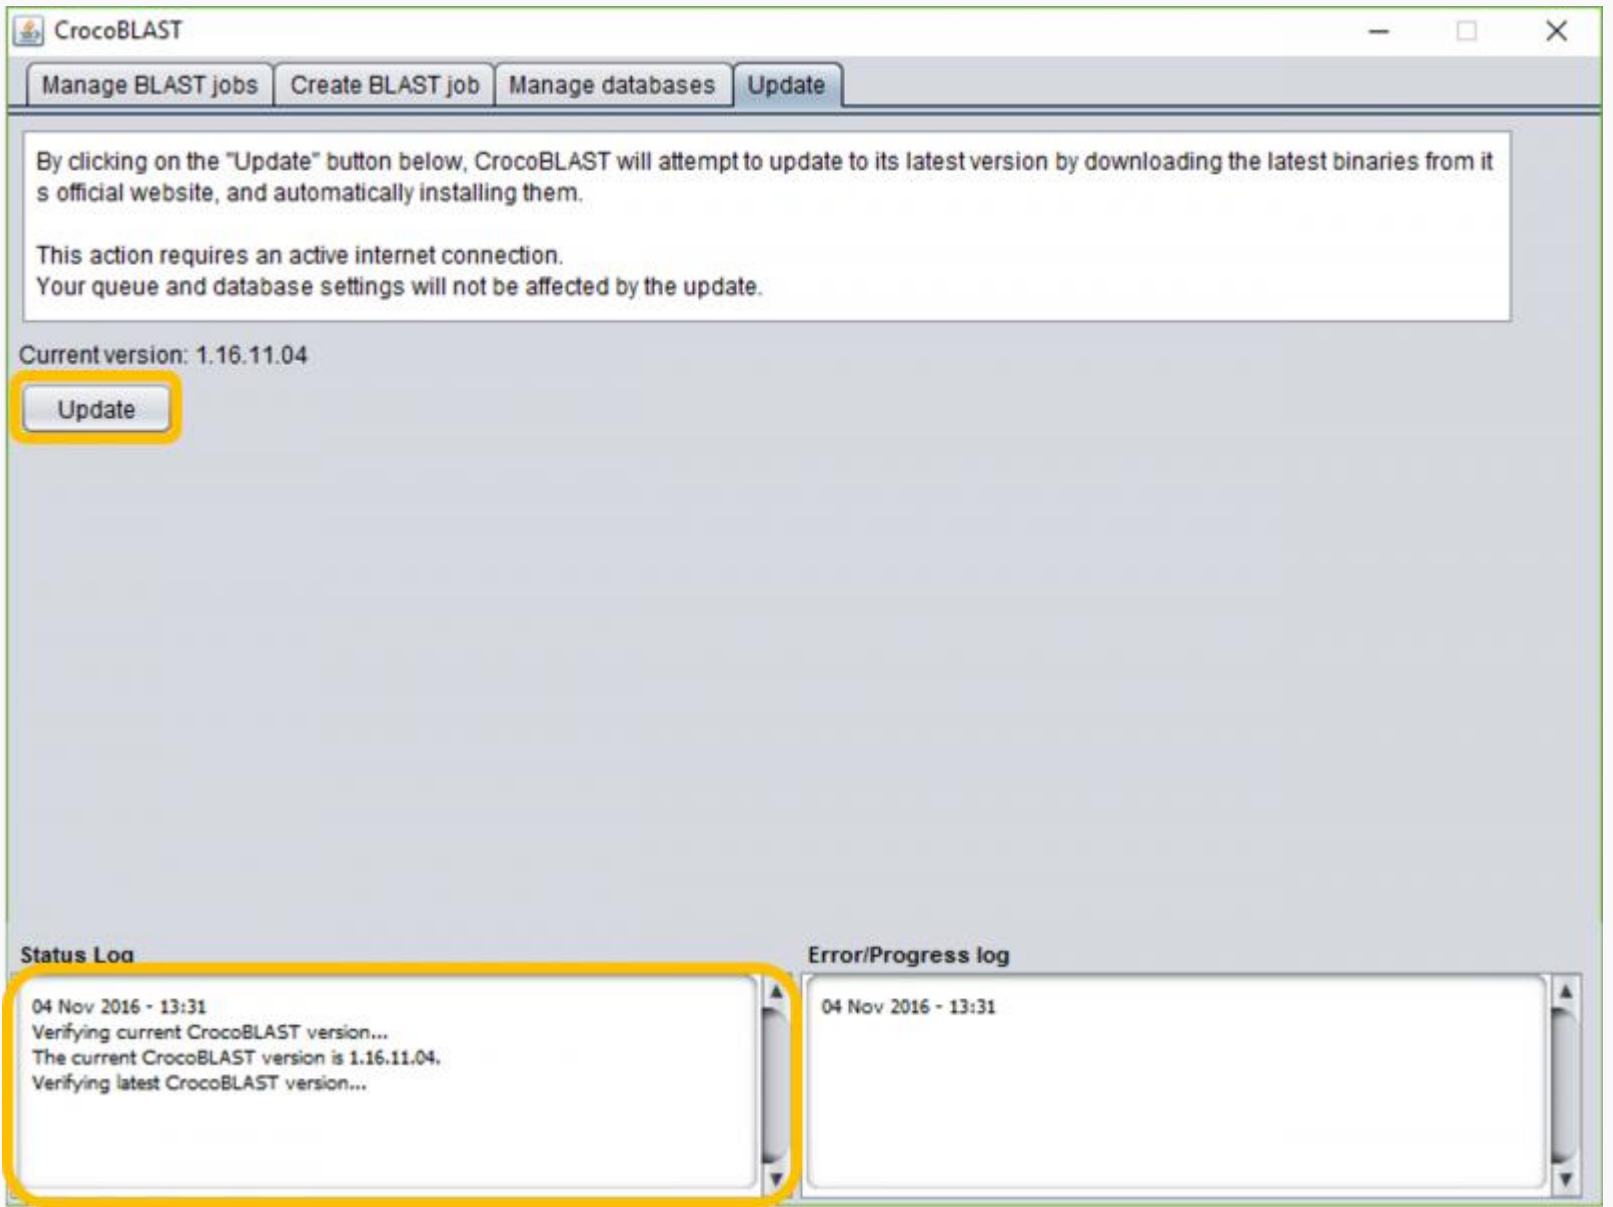 CrocoBLAST
Manage BLAST jobs
Create BLAST job
Manage databases
Update
By clicking on the "Update" button below, CrocoBLAST will attempt to update to its latest version by downloading the latest binaries from it
s official website, and automatically installing them.
This action requires an active internet connection.
Your queue and database settings will not be affected by the update.
Current version: 1.16.11.04
Update
Status Log
04 Nov 2016 - 13:31
Verifying current CrocoBLAST version...
The current CrocoBLAST version is 1.16.11.04.
Verifying latest CrocoBLAST version...
Error/Progress log
04 Nov 2016 - 13:31